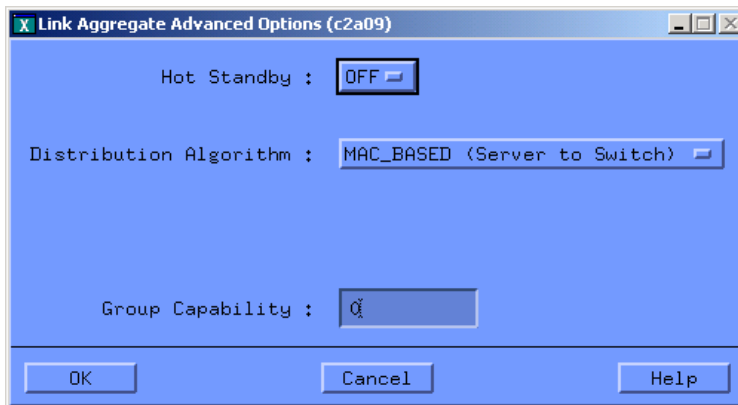 X Link Aggregate Advanced Options (c2a09)
Hot Standby : OFF
Distribution Algorithm : MAC_BASED (Server to Switch)
Group Capability : 0
OK Cancel Help